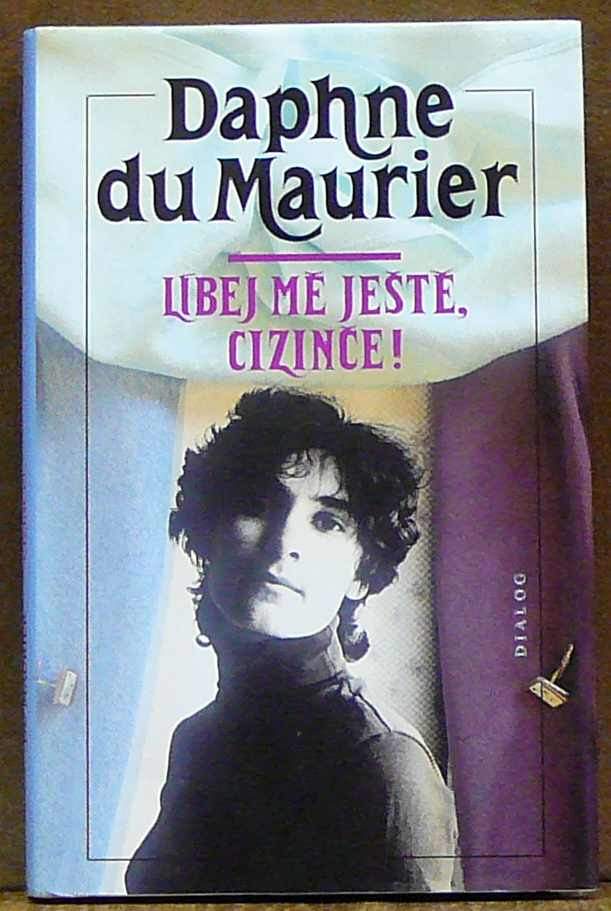 Daphne
du Maurier
LÍBEJ MĚ JEŠTĚ,
CIZINČE!
DIALOG